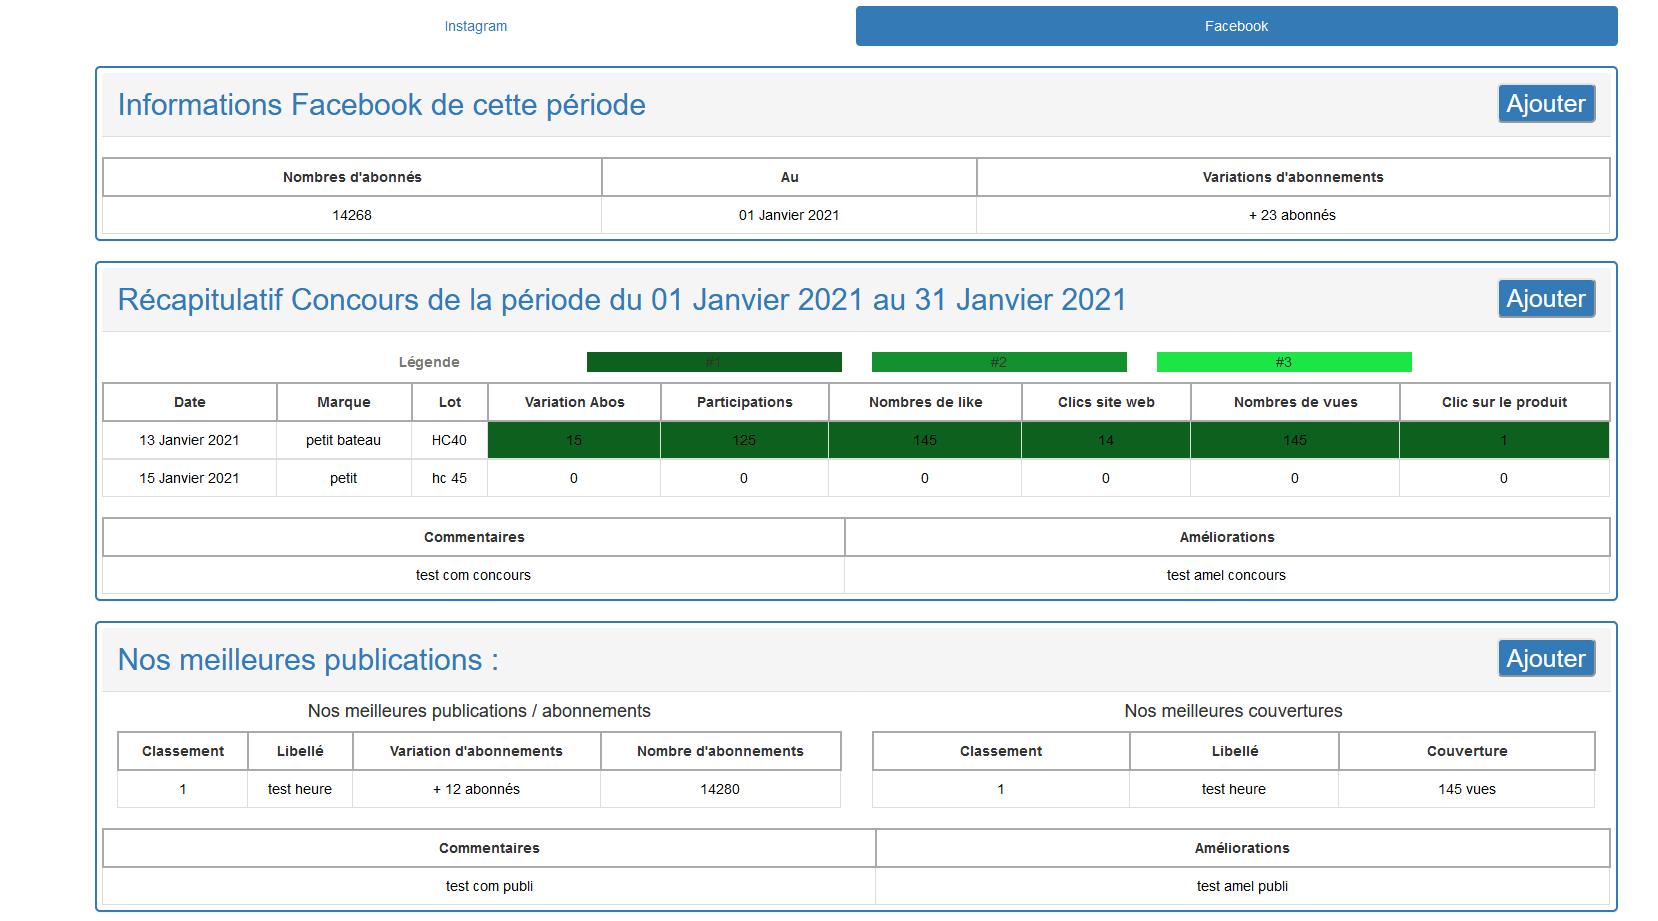 Instagram Facebook
Informations Facebook de cette période Ajouter
Nombres d'abonnés Au Variations d'abonnements
14268 01 Janvier 2021 + 23 abonnés
Récapitulatif Concours de la période du 01 Janvier 2021 au 31 Janvier 2021 Ajouter
Légende #1 #2 #3
Date Marque Lot Variation Abos Participations Nombres de like Clics site web Nombres de vues Clic sur le produit
13 Janvier 2021 petit bateau HC40 15 125 145 14 145 1
15 Janvier 2021 petit hc 45 0 0 0 0 0 0
Commentaires Améliorations
test com concours test amel concours
Nos meilleures publications : Ajouter
Nos meilleures publications / abonnements Nos meilleures couvertures
Classement Libellé Variation d'abonnements Nombre d'abonnements Classement Libellé Couverture
1 test heure + 12 abonnés 14280 1 test heure 145 vues
Commentaires Améliorations
test com publi test amel publi